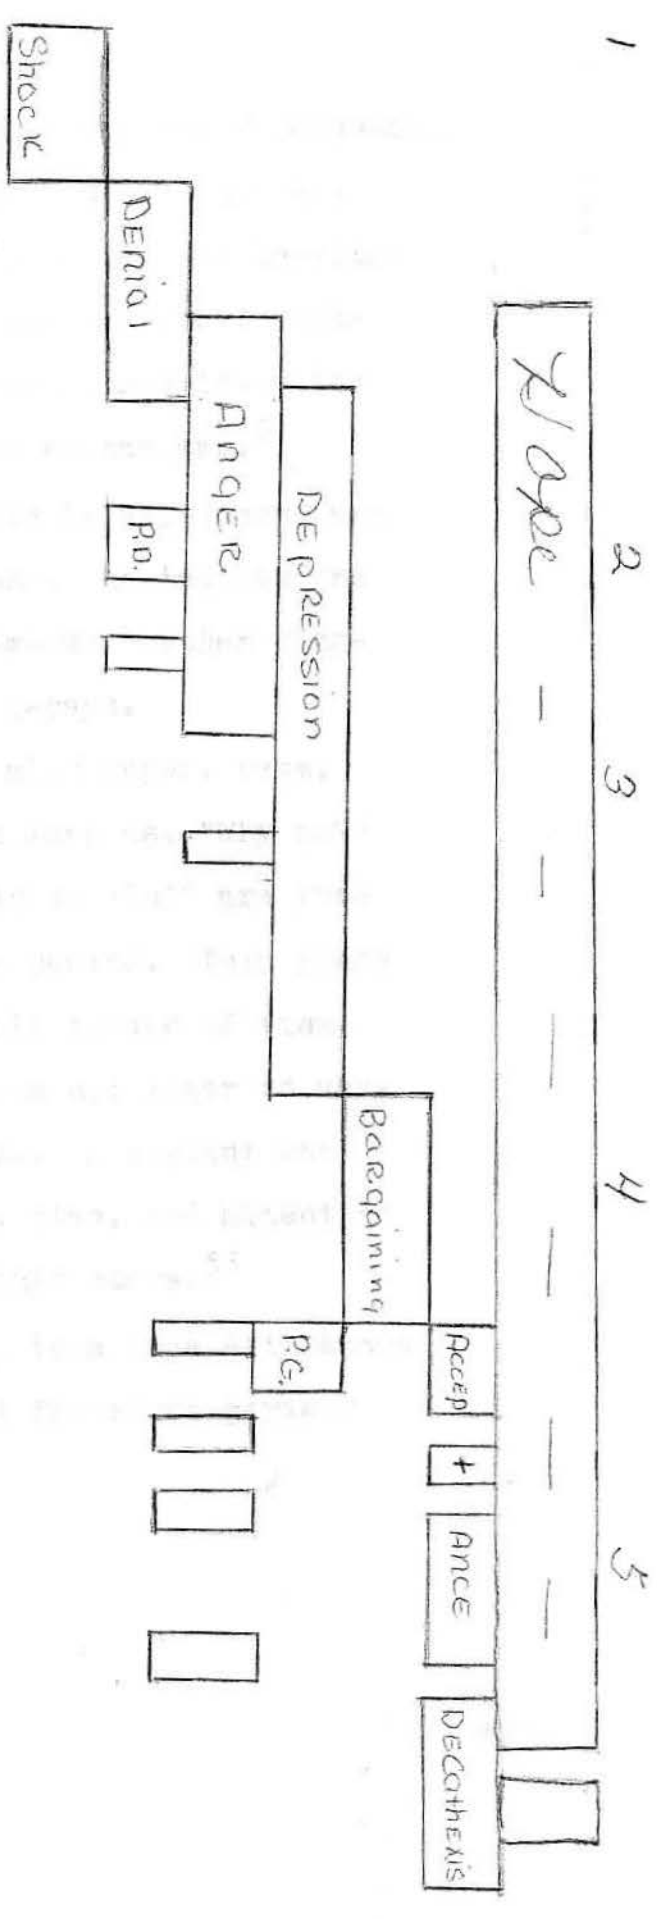 1 2 3 4 5
Hope
Accep t ANCE
DECathexis
BaRgaining
DEpRESSION
P.G.
AngER
DENial
P.D.
Shock